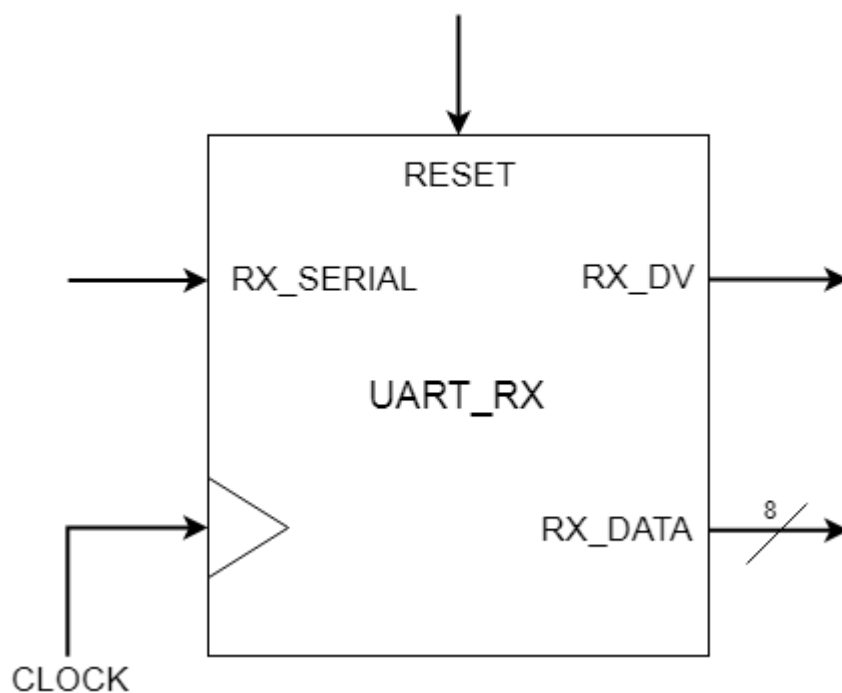 RESET
RX_SERIAL RX_DV
UART_RX
8
RX_DATA
CLOCK